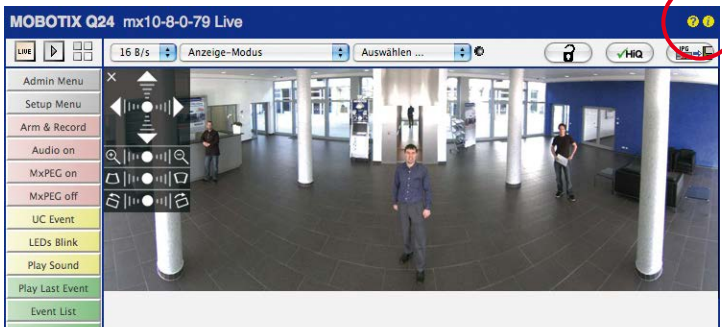 MOBOTIX Q24 mx10-8-0-79 Live
? i
LIVE
16 B/s
Anzeige-Modus
Auswählen ...
HiQ
JPG
Admin Menu
Setup Menu
Arm & Record
Audio on
MxPEG on
MxPEG off
UC Event
LEDs Blink
Play Sound
Play Last Event
Event List